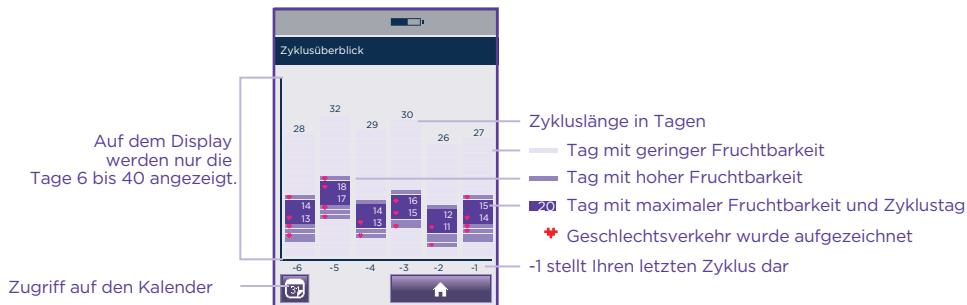 Zyklusüberblick
32
30
28
29
27
26
18
17
14
13
14
13
16
15
12
11
15
14
-6 -5 -4 -3 -2 -1
31
Auf dem Display
werden nur die
Tage 6 bis 40 angezeigt.
Zugriff auf den Kalender
Zykluslänge in Tagen
Tag mit geringer Fruchtbarkeit
Tag mit hoher Fruchtbarkeit
20 Tag mit maximaler Fruchtbarkeit und Zyklustag
Geschlechtsverkehr wurde aufgezeichnet
-1 stellt Ihren letzten Zyklus dar